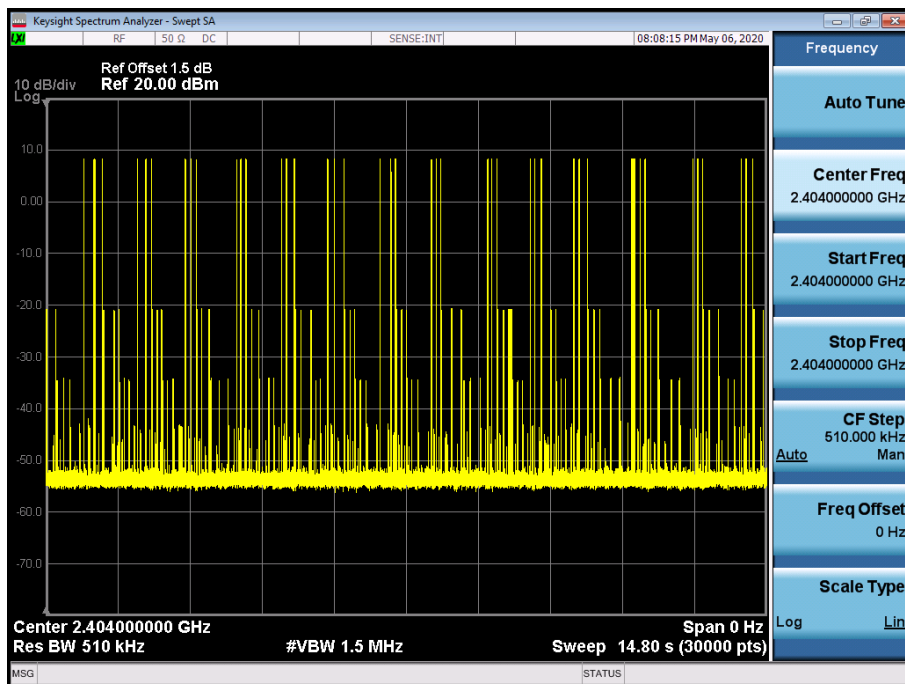 Keysight Spectrum Analyzer - Swept SA
LXI RF 50 Ω DC SENSE:INT 08:08:15 PM May 06, 2020
Frequency
Ref Offset 1.5 dB
10 dB/div Ref 20.00 dBm
Log
Auto Tune
10.0
Center Freq
2.404000000 GHz
0.00
-10.0
Start Freq
2.404000000 GHz
-20.0
-30.0
Stop Freq
2.404000000 GHz
-40.0
CF Step
510.000 kHz
Auto Man
-50.0
-60.0
Freq Offset
0 Hz
-70.0
Scale Type
Log Lin
Center 2.404000000 GHz Span 0 Hz
Res BW 510 kHz #VBW 1.5 MHz Sweep 14.80 s (30000 pts)
MSG STATUS